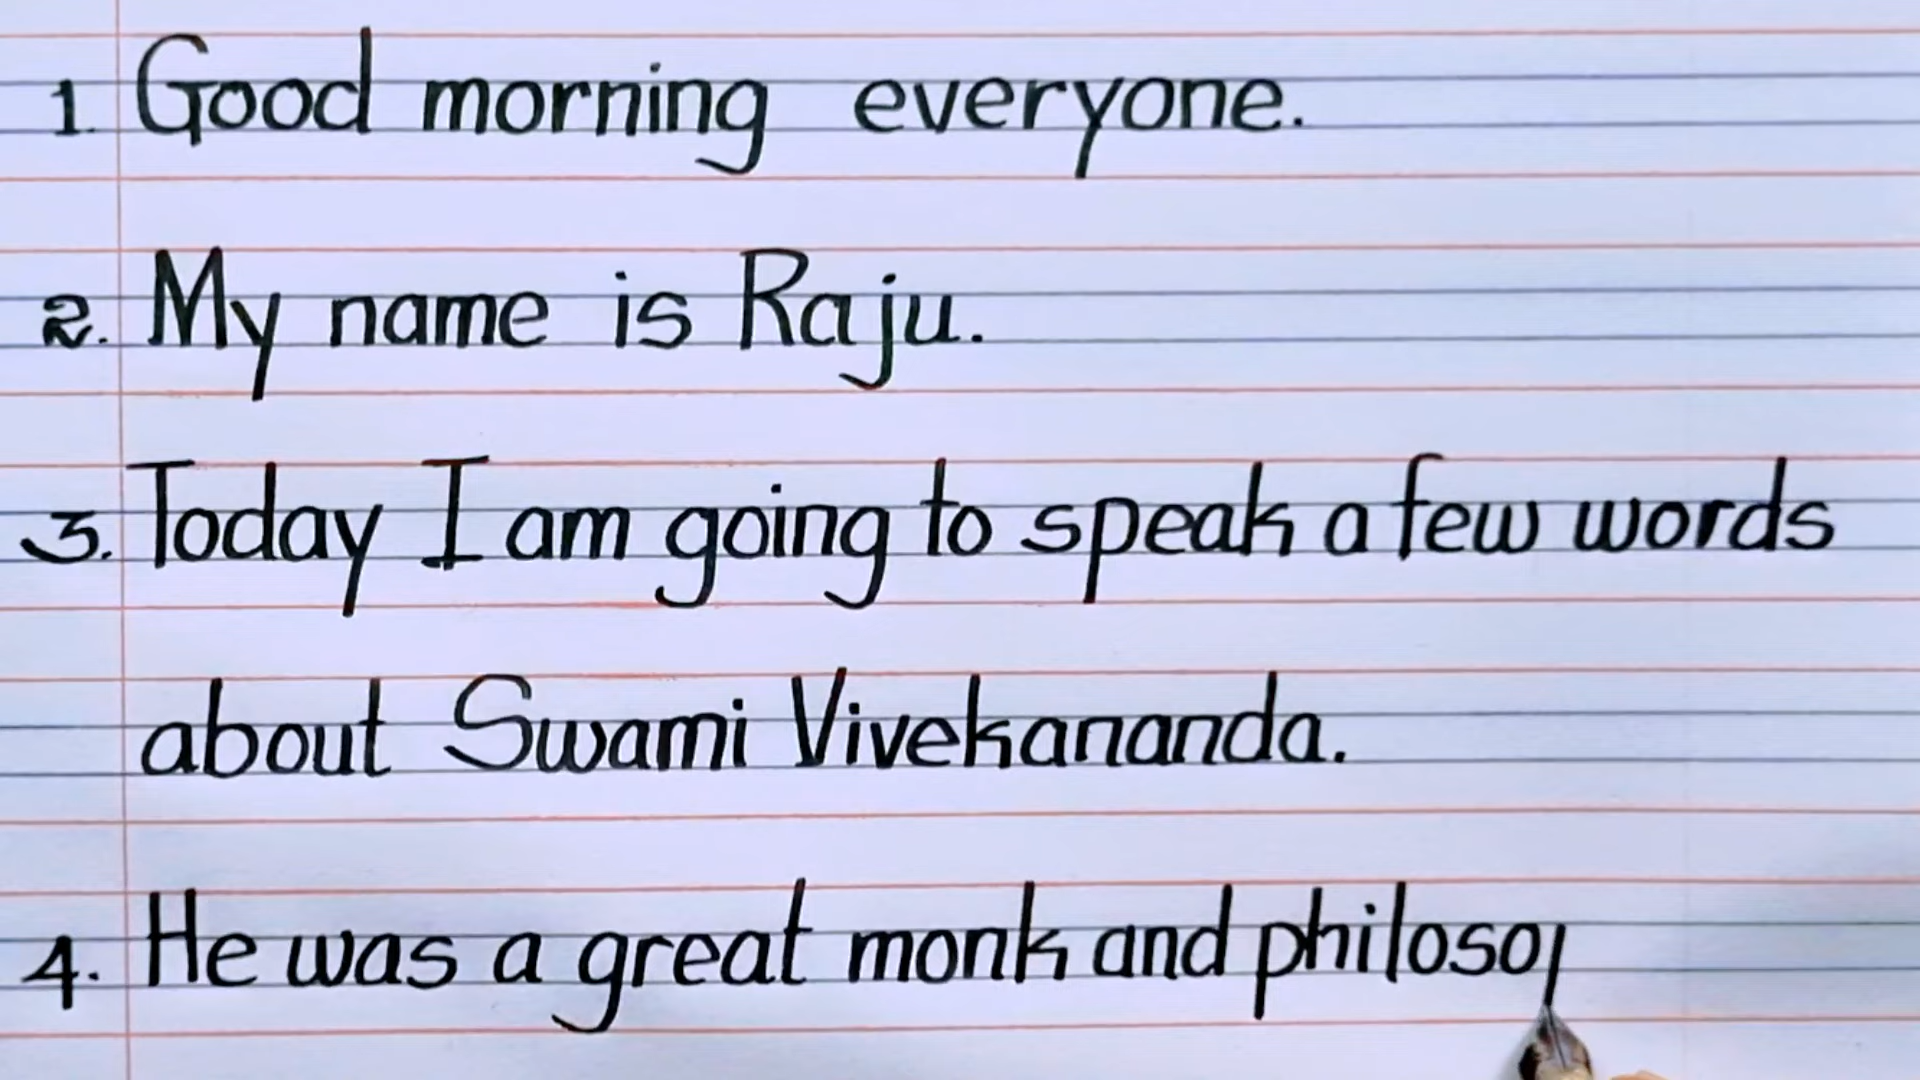 1. Good morning everyone.
2. My name is Raju.
3. Today I am going to speak a few words
about Swami Vivekananda.
4. He was a great monk and philoso